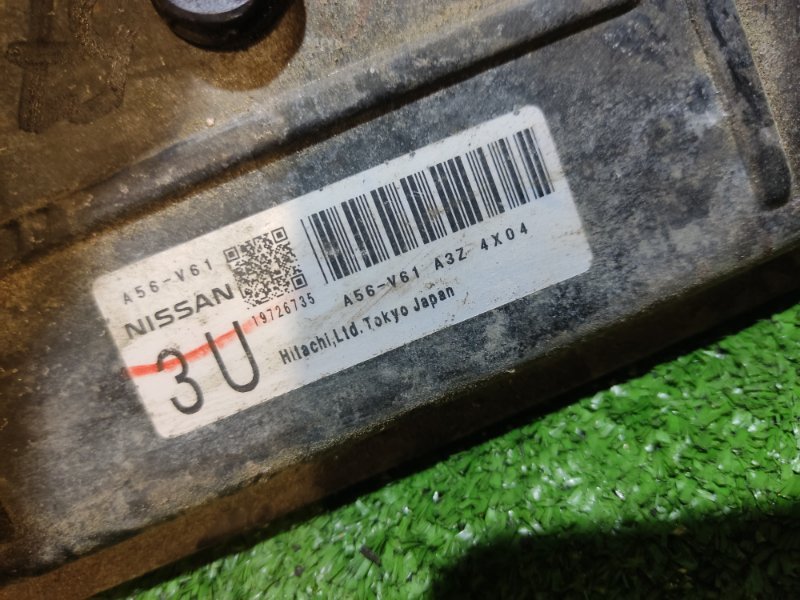 A56-V61
NISSAN
19726735
3U
A56-V61 A3Z 4X04
Hitachi,Ltd.Tokyo Japan